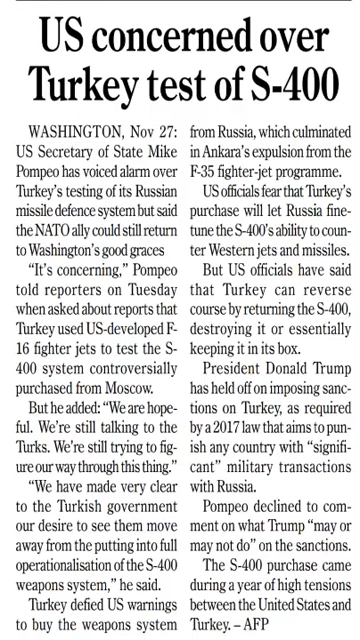 US concerned over
Turkey test of S-400
WASHINGTON, Nov 27:
US Secretary of State Mike
Pompeo has voiced alarm over
Turkey's testing of its Russian
missile defence system but said
the NATO ally could still return
to Washington's good graces
"It's concerning," Pompeo
told reporters on Tuesday
when asked about reports that
Turkey used US-developed F-
16 fighter jets to test the S-
400 system controversially
purchased from Moscow.
But he added: "We are hope-
ful. We're still talking to the
Turks. We're still trying to fig-
ure our way through this thing."
"We have made very clear
to the Turkish government
our desire to see them move
away from the putting into full
operationalisation of the S-400
weapons system," he said.
Turkey defied US warnings
to buy the weapons system
from Russia, which culminated
in Ankara's expulsion from the
F-35 fighter-jet programme.
US officials fear that Turkey's
purchase will let Russia fine-
tune the S-400's ability to coun-
ter Western jets and missiles.
But US officials have said
that Turkey can reverse
course by returning the S-400,
destroying it or essentially
keeping it in its box.
President Donald Trump
has held off on imposing sanc-
tions on Turkey, as required
by a 2017 law that aims to pun-
ish any country with "signifi-
cant" military transactions
with Russia.
Pompeo declined to com-
ment on what Trump "may or
may not do" on the sanctions.
The S-400 purchase came
during a year of high tensions
between the United States and
Turkey. – AFP